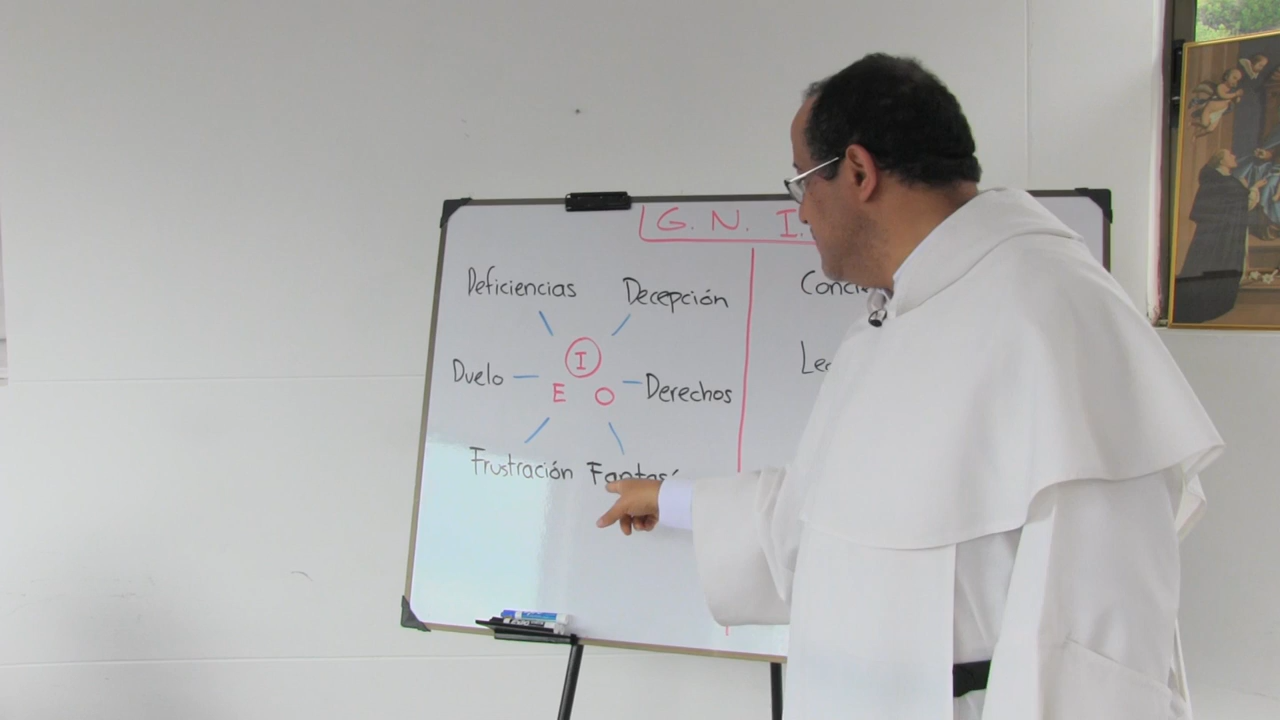 G. N. I.
Deficiencias
Decepción
I
Duelo
E
O
Derechos
Frustración